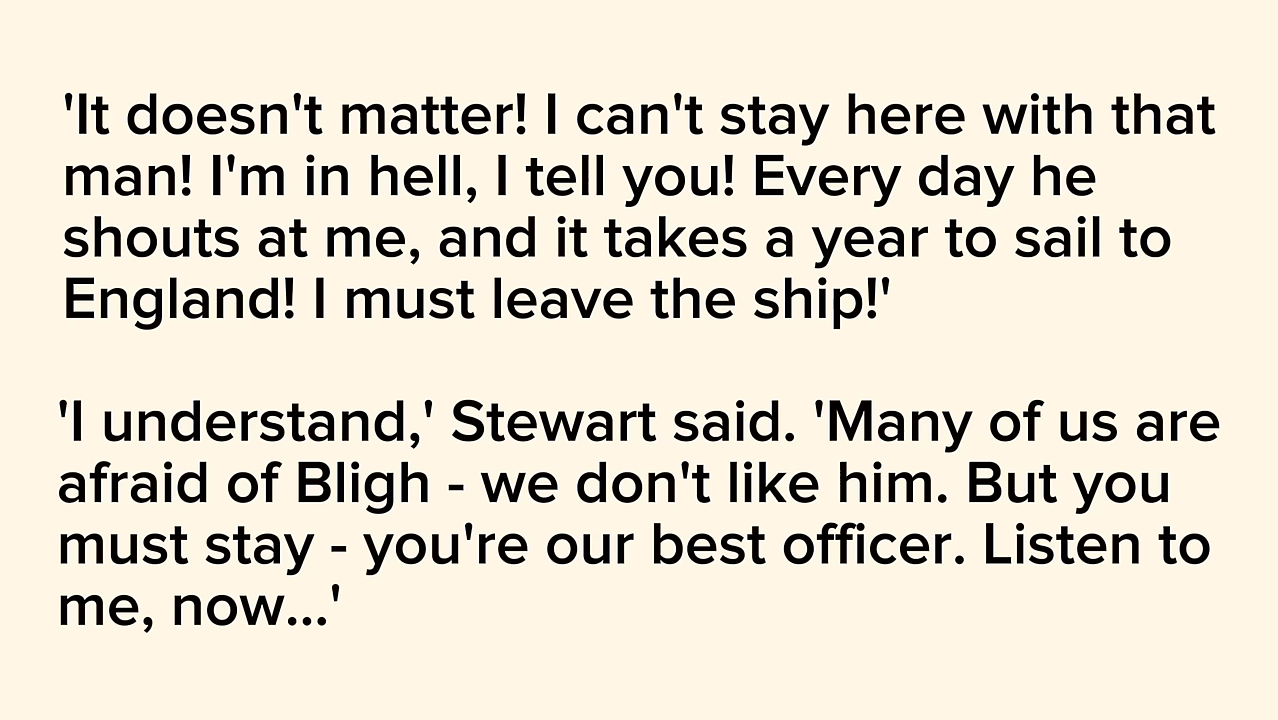 'It doesn't matter! I can't stay here with that
man! I'm in hell, I tell you! Every day he
shouts at me, and it takes a year to sail to
England! I must leave the ship!'
'I understand,' Stewart said. 'Many of us are
afraid of Bligh - we don't like him. But you
must stay - you're our best officer. Listen to
me, now...'